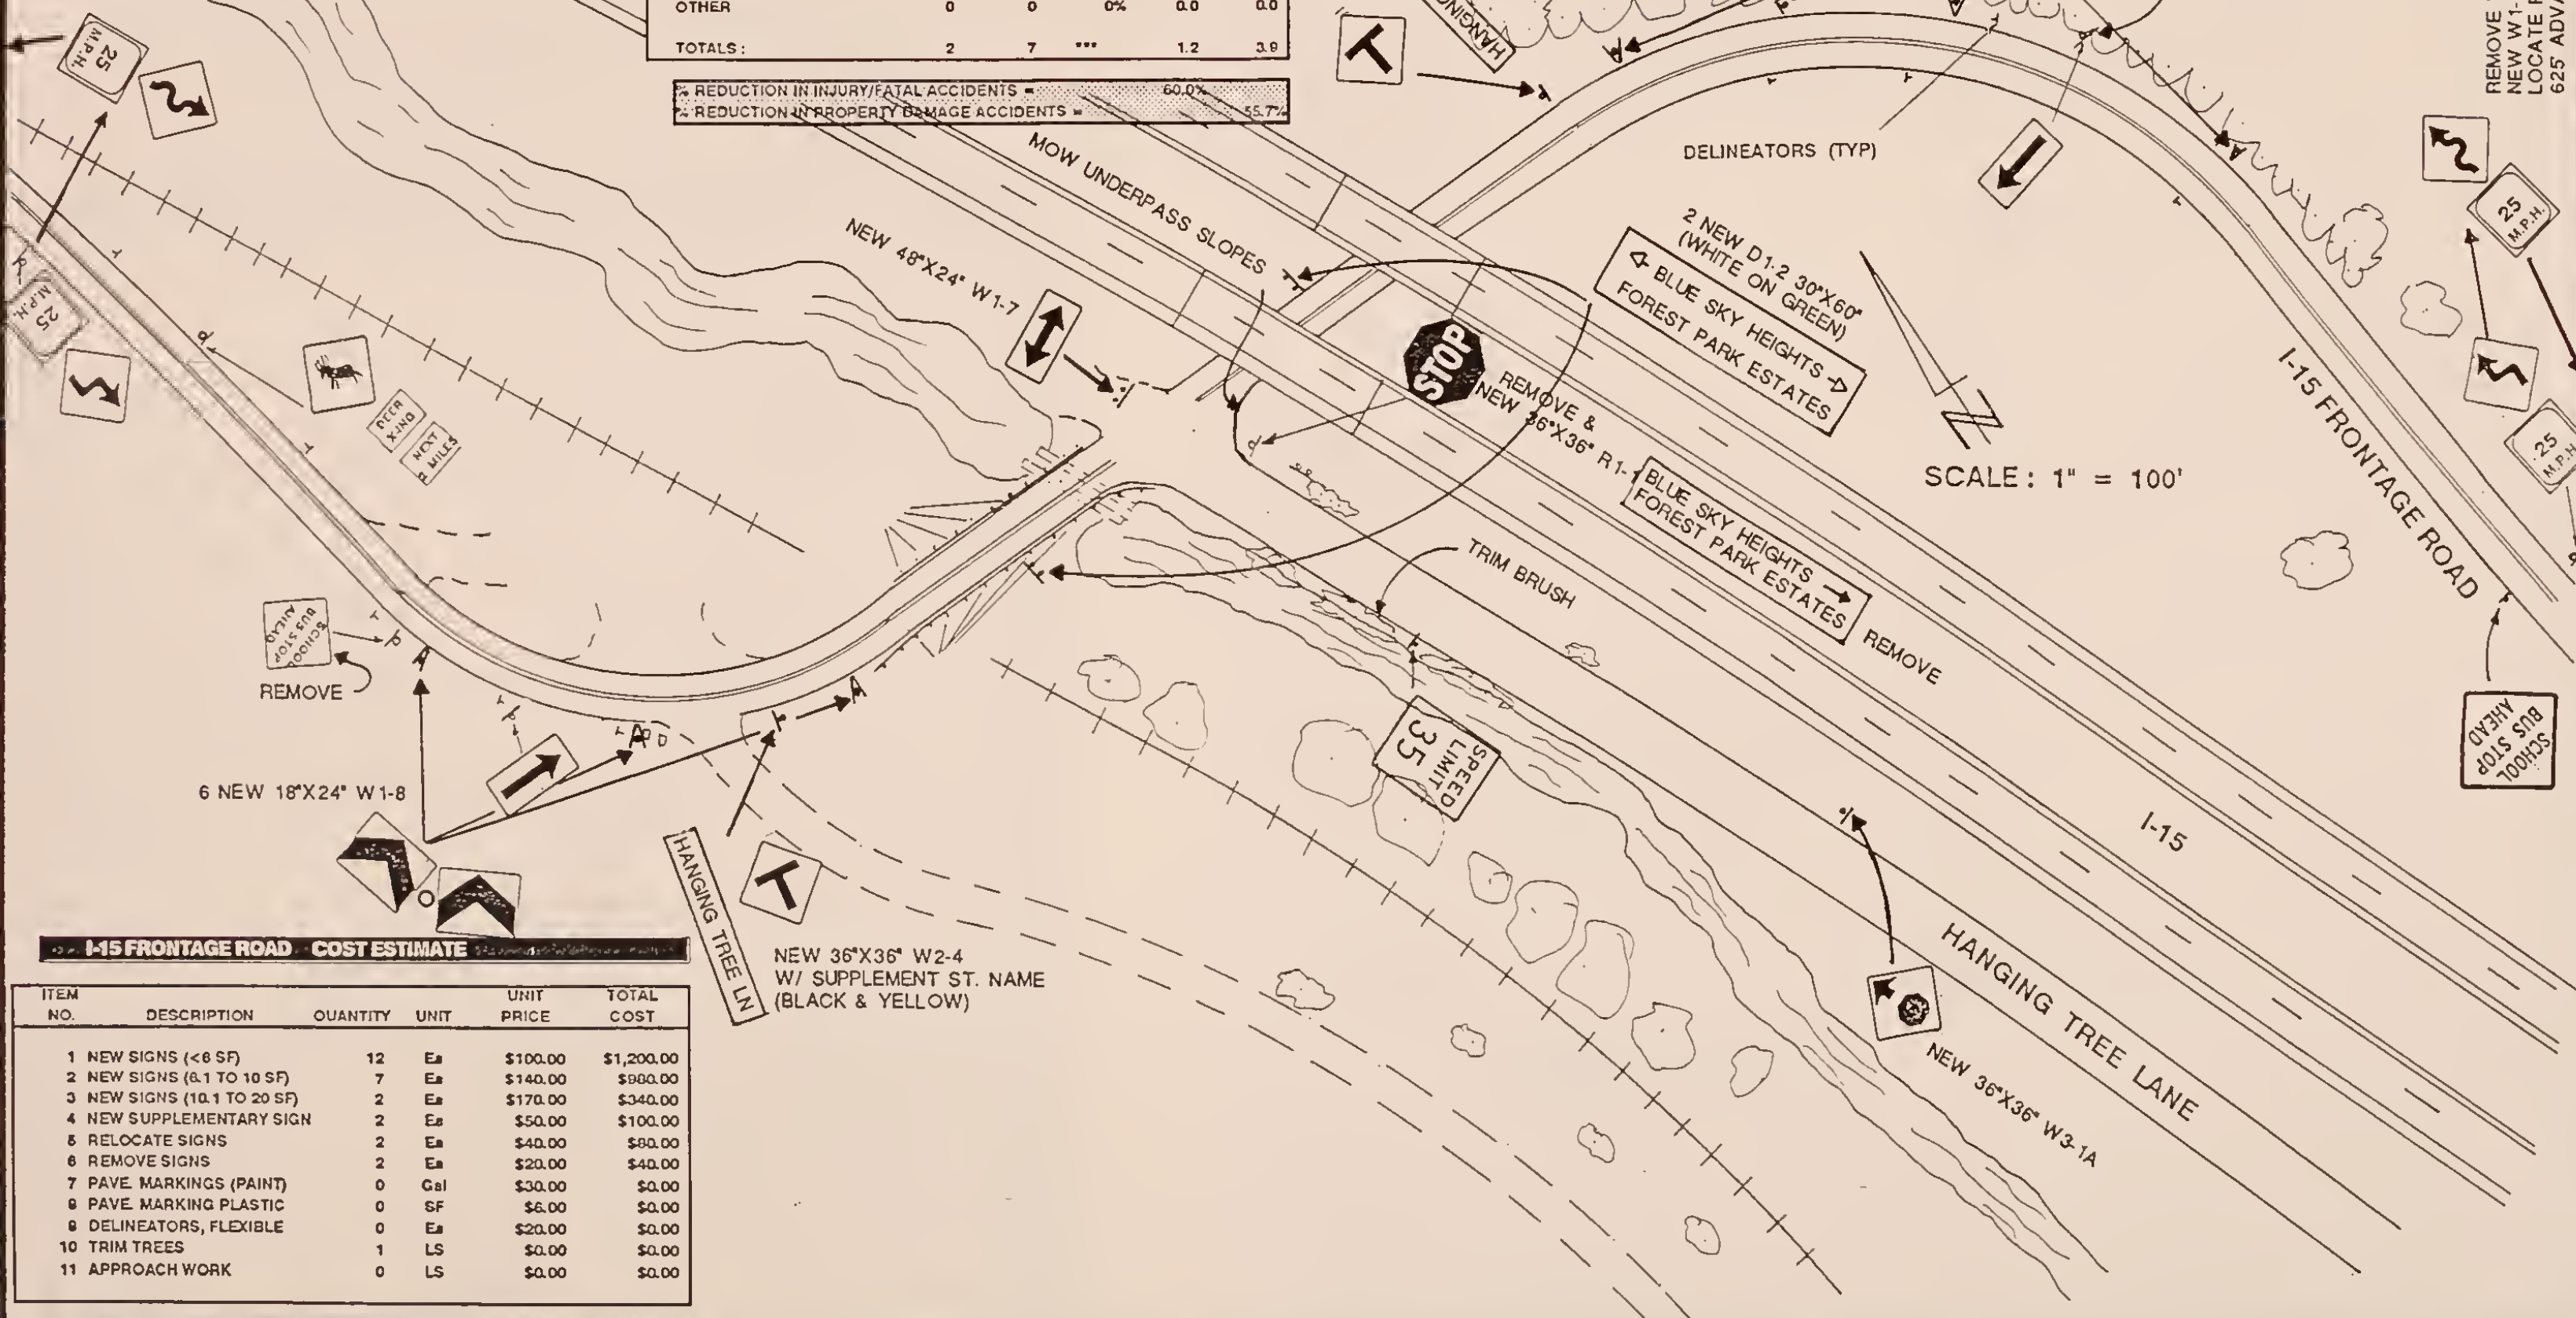 OTHER 0 0 0% 0.0 0.0
TOTALS: 2 7 *** 1.2 3.9
% REDUCTION IN INJURY/FATAL ACCIDENTS = 60.0%
% REDUCTION IN PROPERTY DAMAGE ACCIDENTS = 55.7%
25
M.P.H.
25
M.P.H.
DEER
X-ING
NEXT
2 MILES
MOW UNDERPASS SLOPES
NEW 48"X24" W1-7
DELINEATORS (TYP)
2 NEW D1-2 30"X60"
(WHITE ON GREEN)
BLUE SKY HEIGHTS
FOREST PARK ESTATES
STOP
REMOVE &
NEW 36"X36" R1-1
BLUE SKY HEIGHTS
FOREST PARK ESTATES
REMOVE
N
SCALE: 1" = 100'
REMOVE
NEW W1-
LOCATE
25
M.P.H.
25
M.P.H.
I-15 FRONTAGE ROAD
SCHOOL
BUS STOP
AHEAD
TRIM BRUSH
SPEED
LIMIT
35
I-15
HANGING TREE LANE
NEW 36"X36" W3-1A
SCHOOL
BUS STOP
AHEAD
REMOVE
6 NEW 18"X24" W1-8
HANGING TREE LN
NEW 36"X36" W2-4
W/ SUPPLEMENT ST. NAME
(BLACK & YELLOW)
I-15 FRONTAGE ROAD COST ESTIMATE
ITEM NO. DESCRIPTION QUANTITY UNIT UNIT PRICE TOTAL COST
1 NEW SIGNS (<6 SF) 12 Ea $100.00 $1,200.00
2 NEW SIGNS (6.1 TO 10 SF) 7 Ea $140.00 $980.00
3 NEW SIGNS (10.1 TO 20 SF) 2 Ea $170.00 $340.00
4 NEW SUPPLEMENTARY SIGN 2 Ea $50.00 $100.00
5 RELOCATE SIGNS 2 Ea $40.00 $80.00
6 REMOVE SIGNS 2 Ea $20.00 $40.00
7 PAVE. MARKINGS (PAINT) 0 Gal $30.00 $0.00
8 PAVE. MARKING PLASTIC 0 SF $6.00 $0.00
9 DELINEATORS, FLEXIBLE 0 Ea $20.00 $0.00
10 TRIM TREES 1 LS $0.00 $0.00
11 APPROACH WORK 0 LS $0.00 $0.00